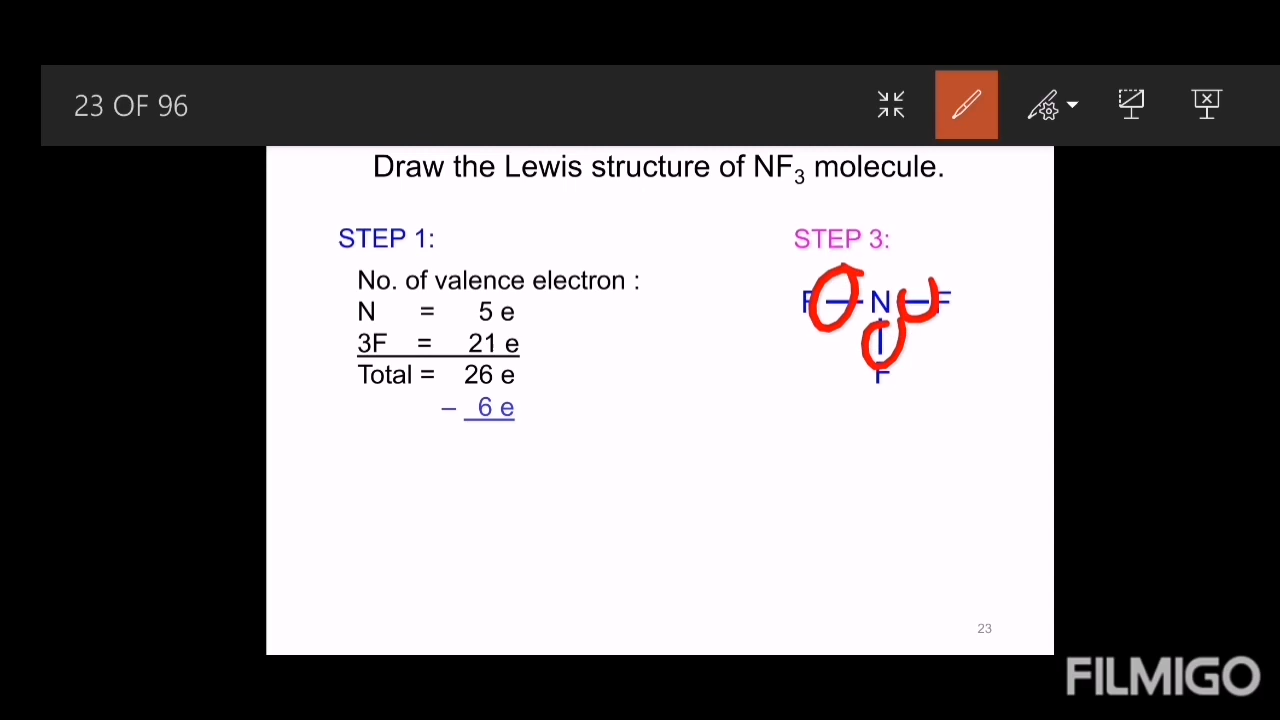 23 OF 96
Draw the Lewis structure of NF₃ molecule.
STEP 1:
No. of valence electron :
N = 5 e
3F = 21 e
Total = 26 e
– 6 e
STEP 3:
F — N — F
|
F
23
FILMIGO